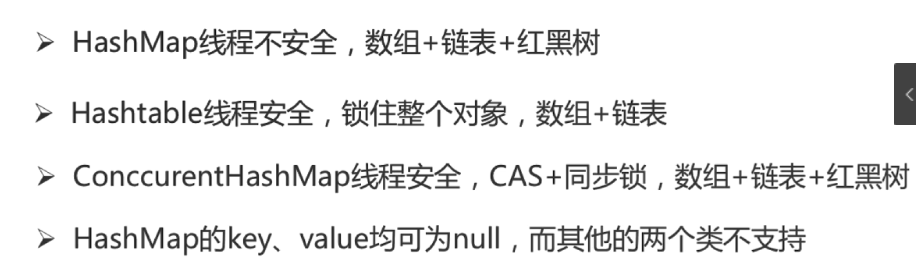 ➢ HashMap线程不安全，数组+链表+红黑树
➢ Hashtable线程安全，锁住整个对象，数组+链表
➢ ConccurentHashMap线程安全，CAS+同步锁，数组+链表+红黑树
➢ HashMap的key、value均可为null，而其他的两个类不支持